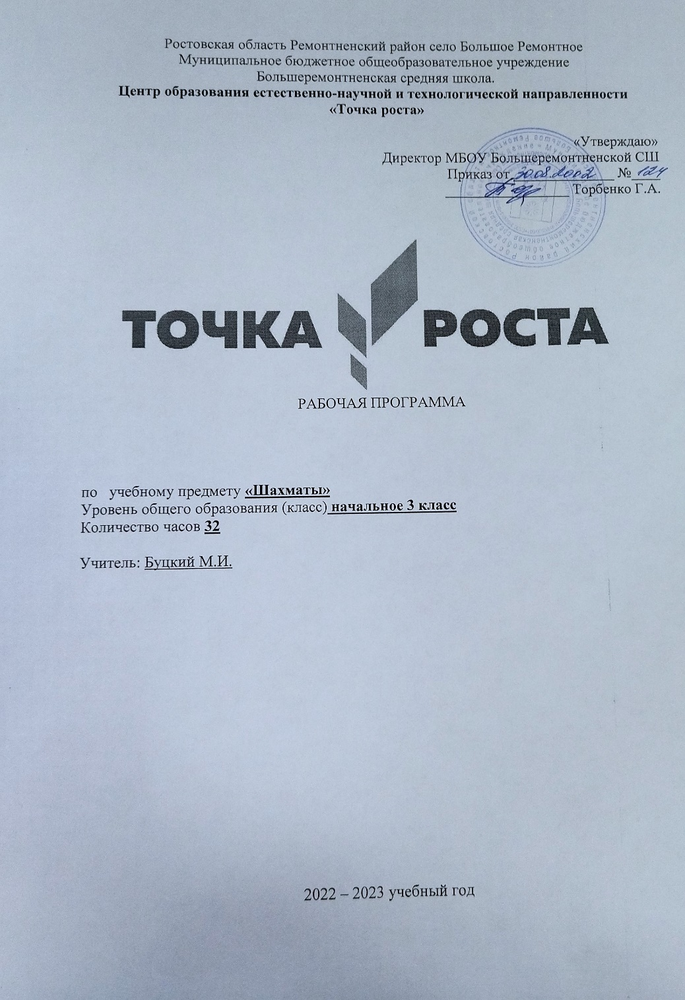 Ростовская область Ремонтненский район село Большое Ремонтное
Муниципальное бюджетное общеобразовательное учреждение
Большеремонтненская средняя школа.
Центр образования естественно-научной и технологической направленности
«Точка роста»
«Утверждаю»
Директор МБОУ Большеремонтненской СШ
Приказ от 30.08.2002 № 124
Торбенко Г.А.
ТОЧКА РОСТА
РАБОЧАЯ ПРОГРАММА
по учебному предмету «Шахматы»
Уровень общего образования (класс) начальное 3 класс
Количество часов 32
Учитель: Буцкий М.И.
2022 – 2023 учебный год